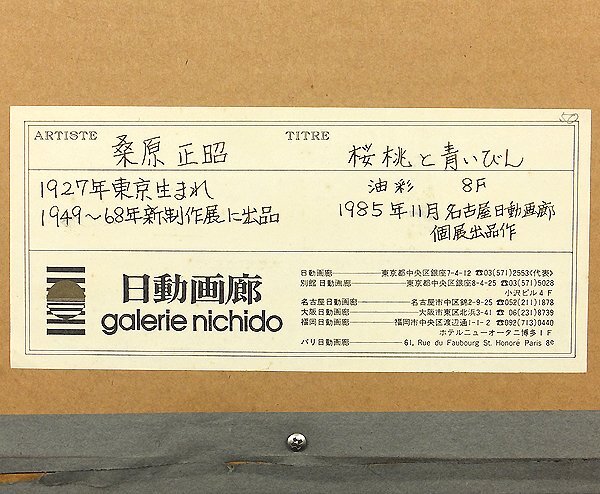 50
ARTISTE 桑原 正昭 TITRE 桜桃と青いびん
1927年東京生まれ
1949〜68年新制作展に出品
油彩 8F
1985年11月名古屋日動画廊
個展出品作
日動画廊
galerie nichido
日動画廊 東京都中央区銀座7-4-12 ☎03(571)2553(代表)
別館日動画廊 東京都中央区銀座8-4-25 ☎03(571)5028
小沢ビル4F
名古屋日動画廊 名古屋市中区錦2-9-25 ☎052(211)1878
大阪日動画廊 大阪市東区北浜3-41 ☎06(231)8739
福岡日動画廊 福岡市中央区渡辺通1-1-2 ☎092(713)0440
ホテルニューオータニ博多1F
パリ日動画廊 61, Rue du Faubourg St. Honoré Paris 8e